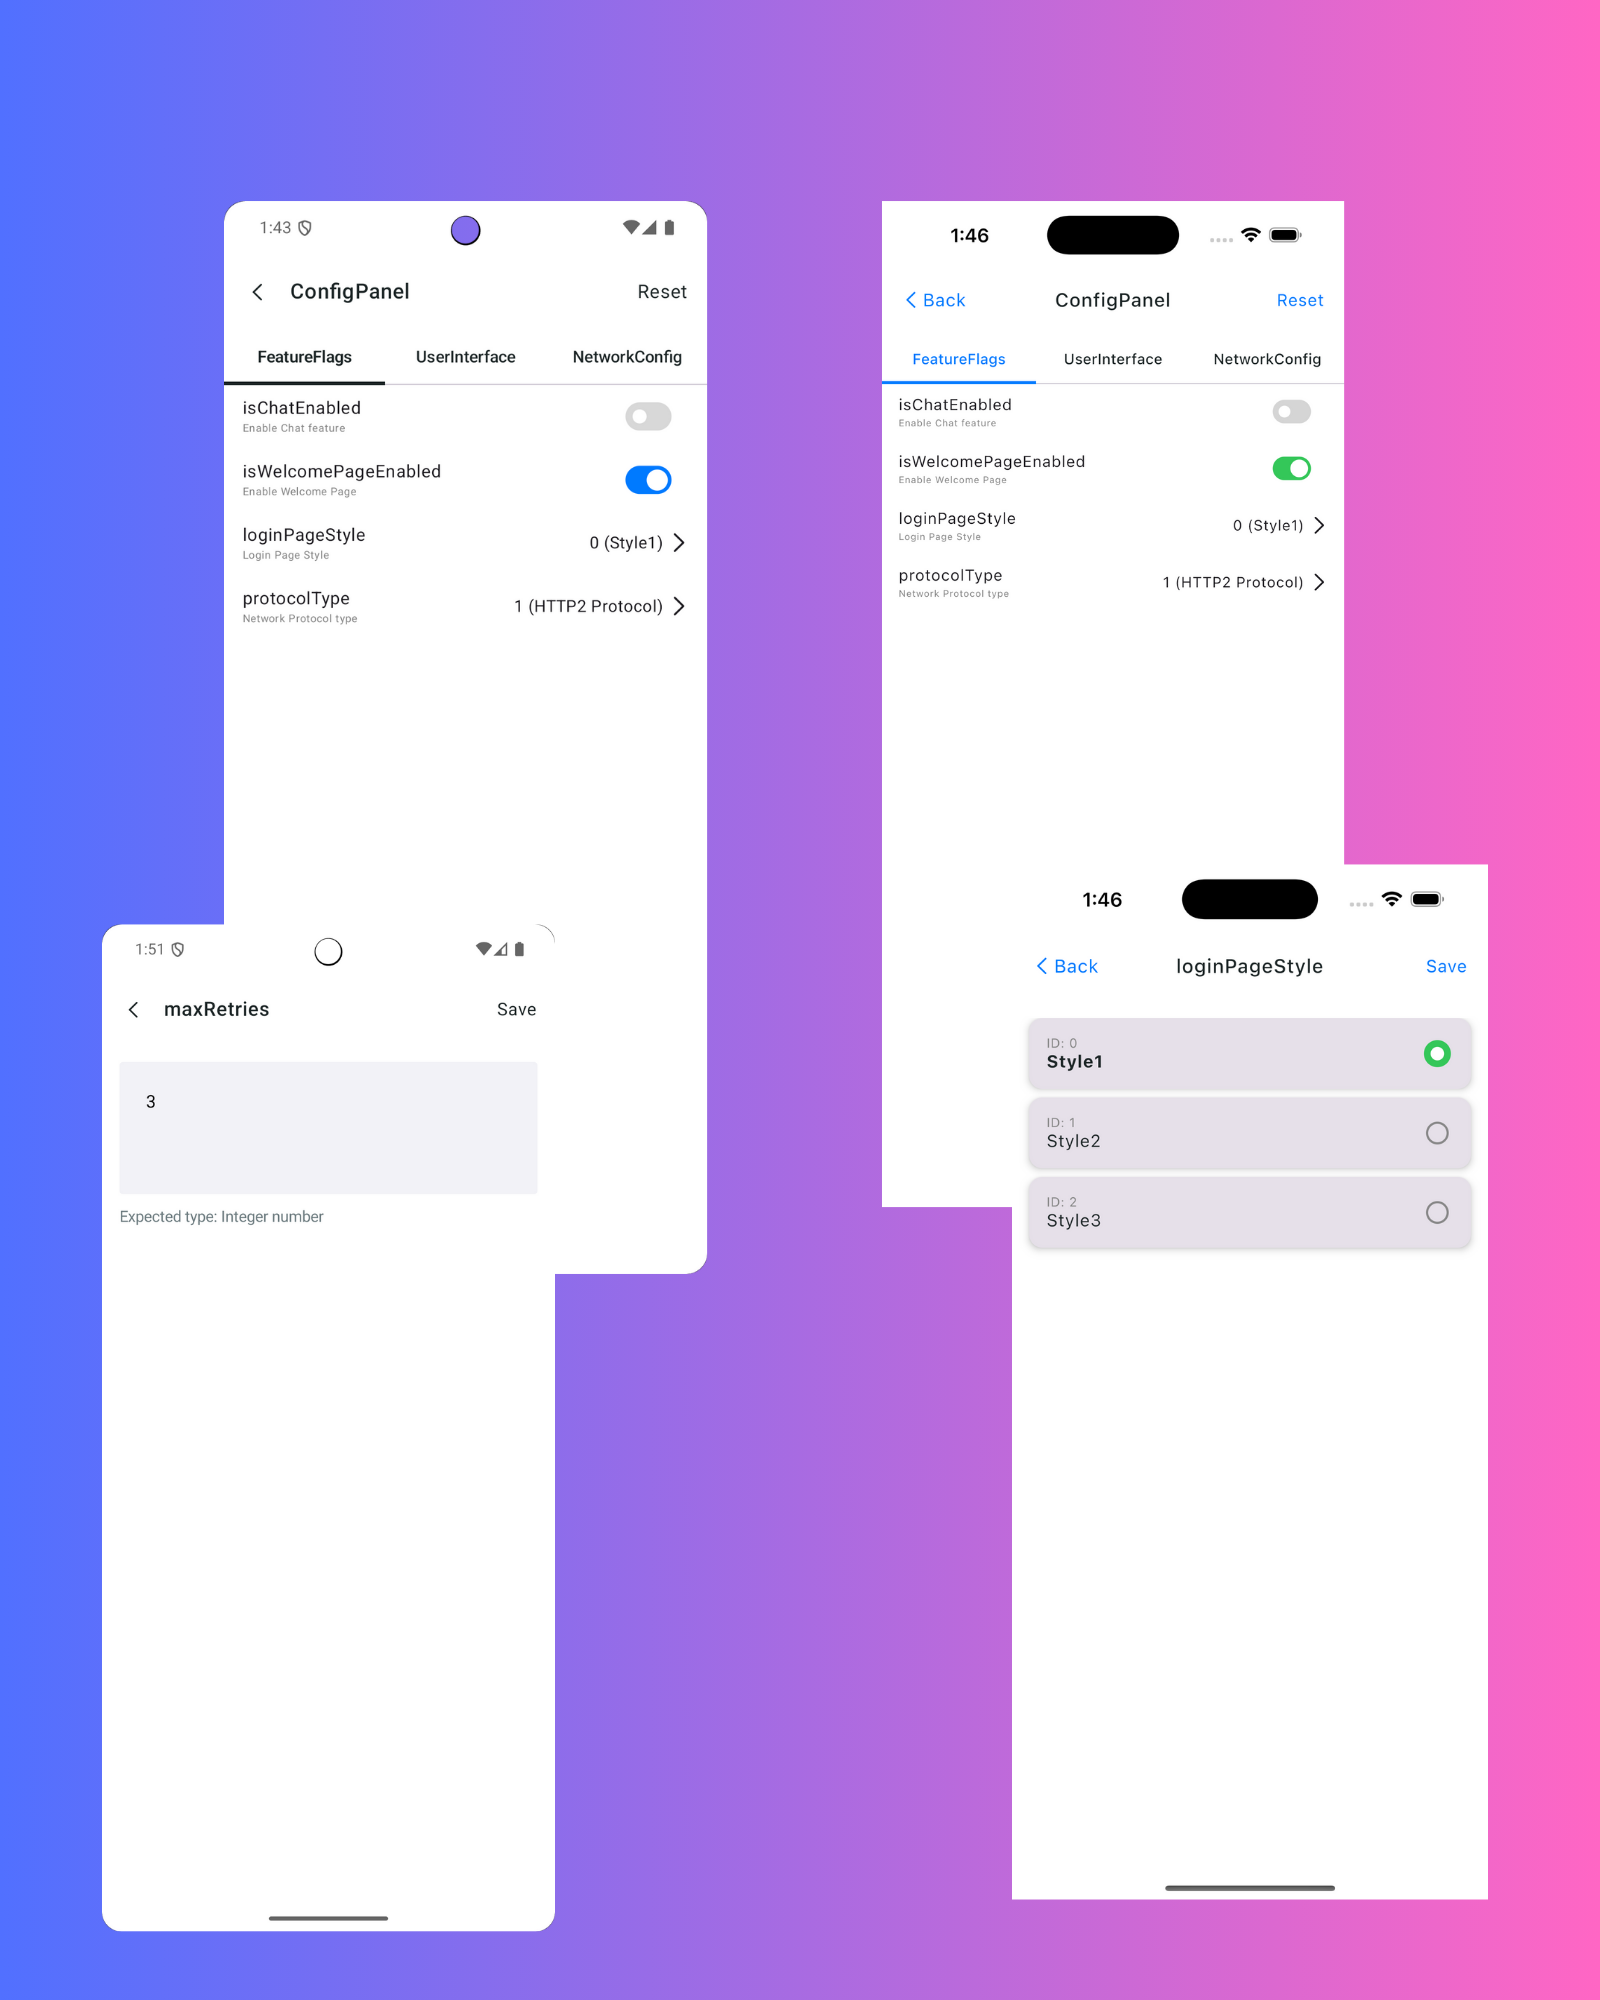 1:43
ConfigPanel
Reset
FeatureFlags UserInterface NetworkConfig
isChatEnabled
Enable Chat feature
isWelcomePageEnabled
Enable Welcome Page
loginPageStyle
Login Page Style
0 (Style1)
protocolType
Network Protocol type
1 (HTTP2 Protocol)
1:51
maxRetries
Save
3
Expected type: Integer number
1:46
Back
ConfigPanel
Reset
FeatureFlags UserInterface NetworkConfig
isChatEnabled
Enable Chat feature
isWelcomePageEnabled
Enable Welcome Page
loginPageStyle
Login Page Style
0 (Style1)
protocolType
Network Protocol type
1 (HTTP2 Protocol)
1:46
Back
loginPageStyle
Save
ID: 0
Style1
ID: 1
Style2
ID: 2
Style3